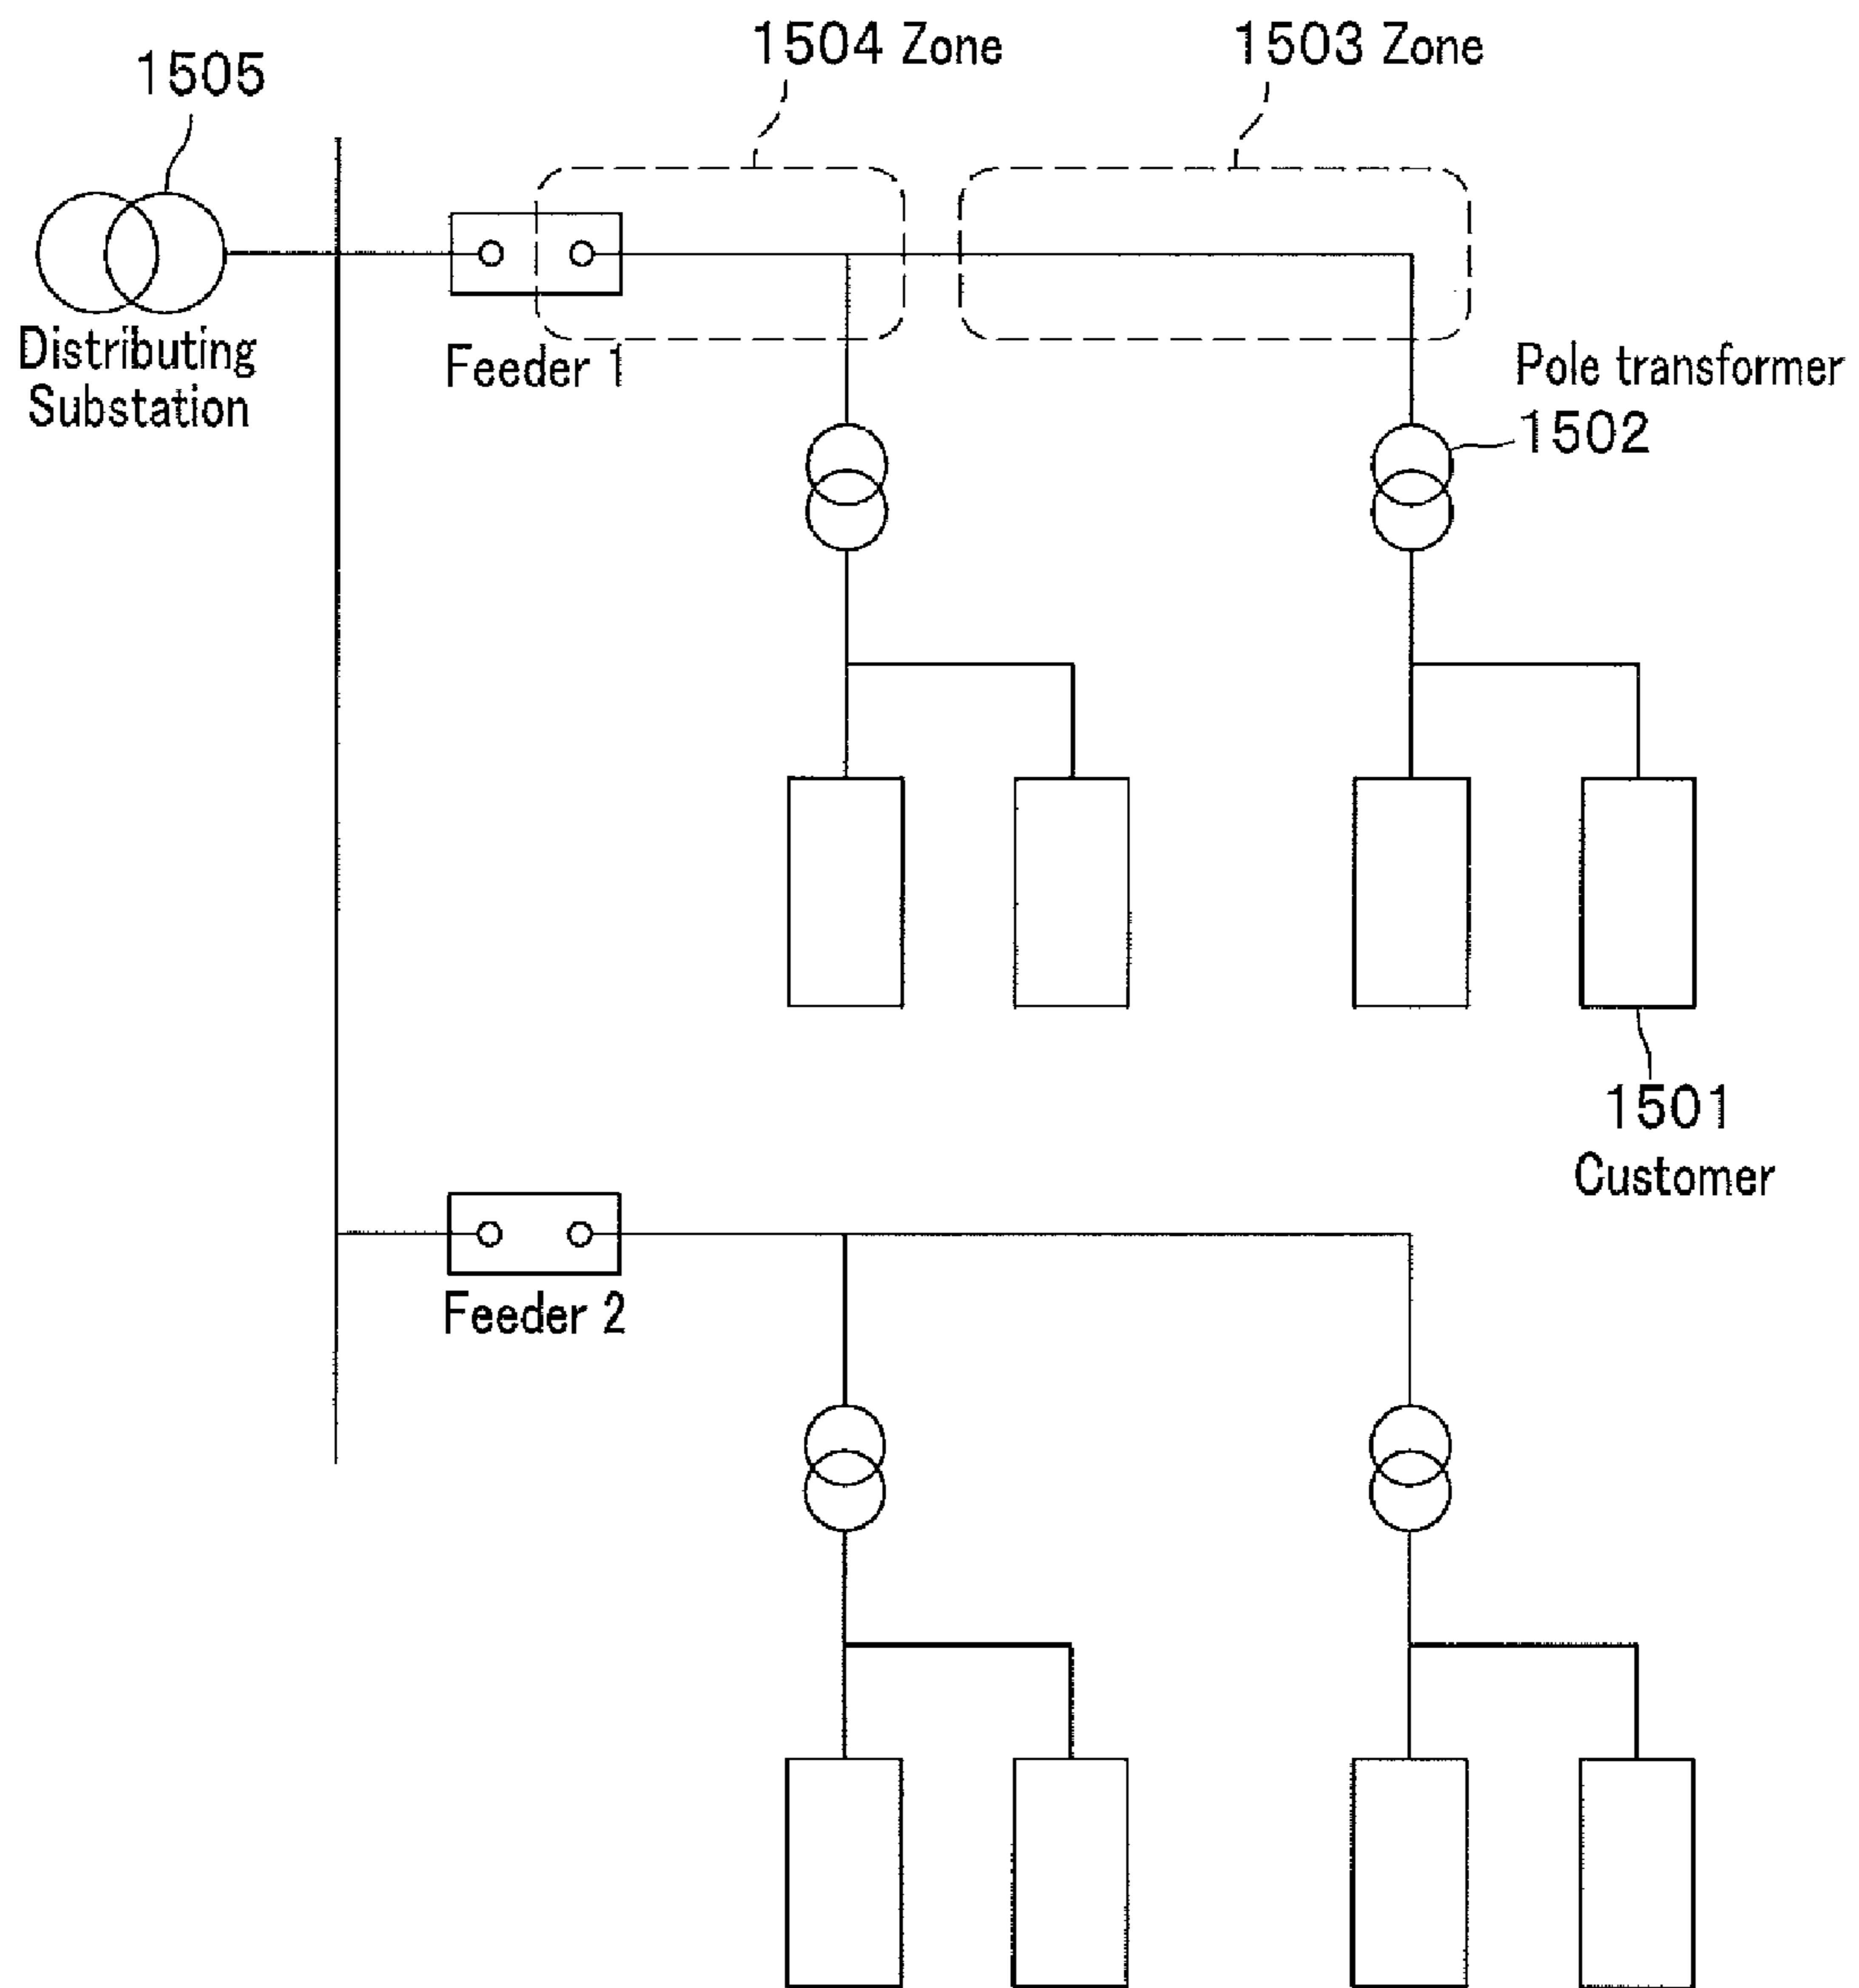 1504 Zone
1503 Zone
1505
Distributing
Substation
Feeder 1
Pole transformer
1502
1501
Customer
Feeder 2